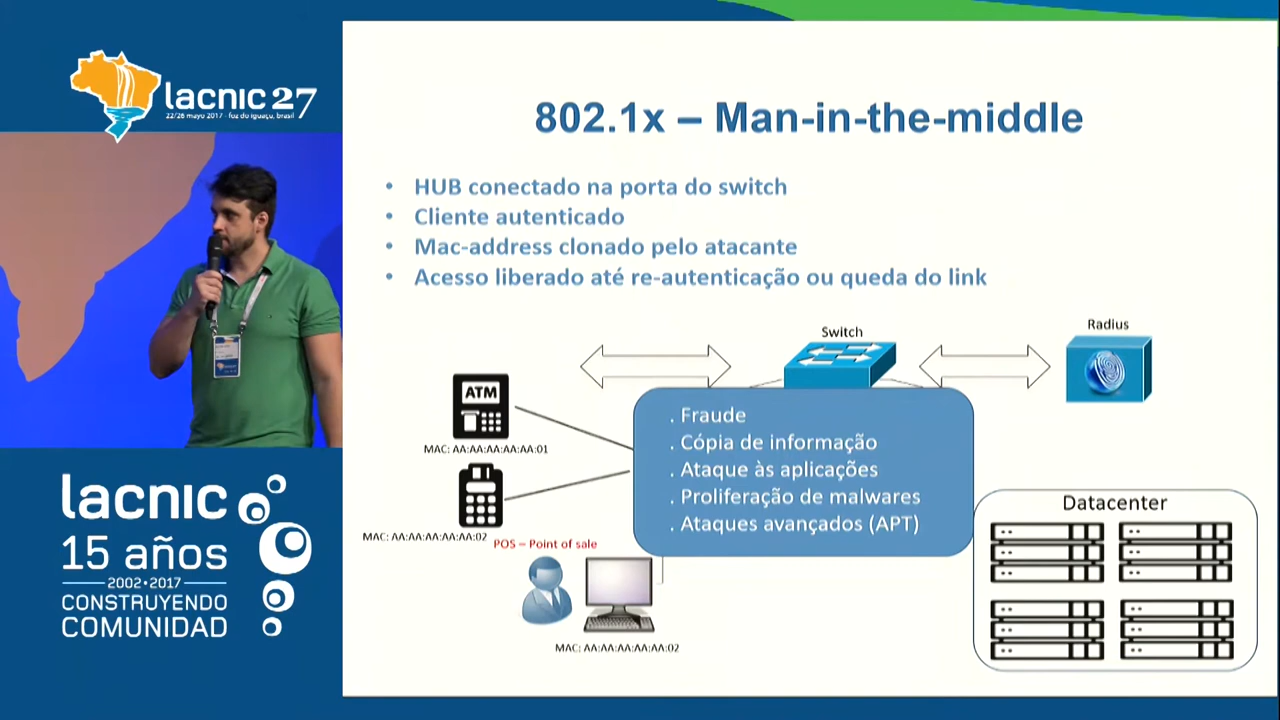 lacnic 27
22/26 mayo 2017 - foz do iguaçu, brasil
lacnic
15 años
2002•2017
CONSTRUYENDO
COMUNIDAD
802.1x – Man-in-the-middle
• HUB conectado na porta do switch
• Cliente autenticado
• Mac-address clonado pelo atacante
• Acesso liberado até re-autenticação ou queda do link
Switch
Radius
ATM
MAC: AA:AA:AA:AA:AA:01
. Fraude
. Cópia de informação
. Ataque às aplicações
. Proliferação de malwares
. Ataques avançados (APT)
MAC: AA:AA:AA:AA:AA:02
POS – Point of sale
MAC: AA:AA:AA:AA:AA:02
Datacenter